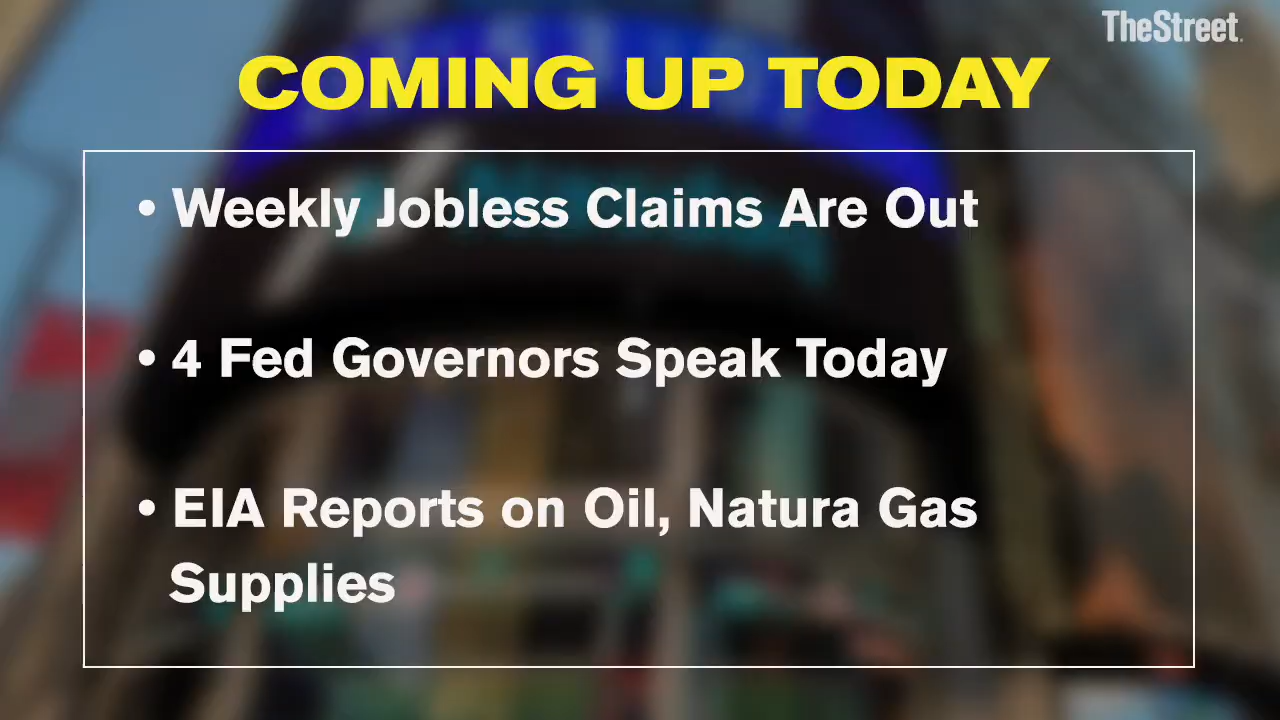 TheStreet.
COMING UP TODAY
• Weekly Jobless Claims Are Out
• 4 Fed Governors Speak Today
• EIA Reports on Oil, Natura Gas
Supplies